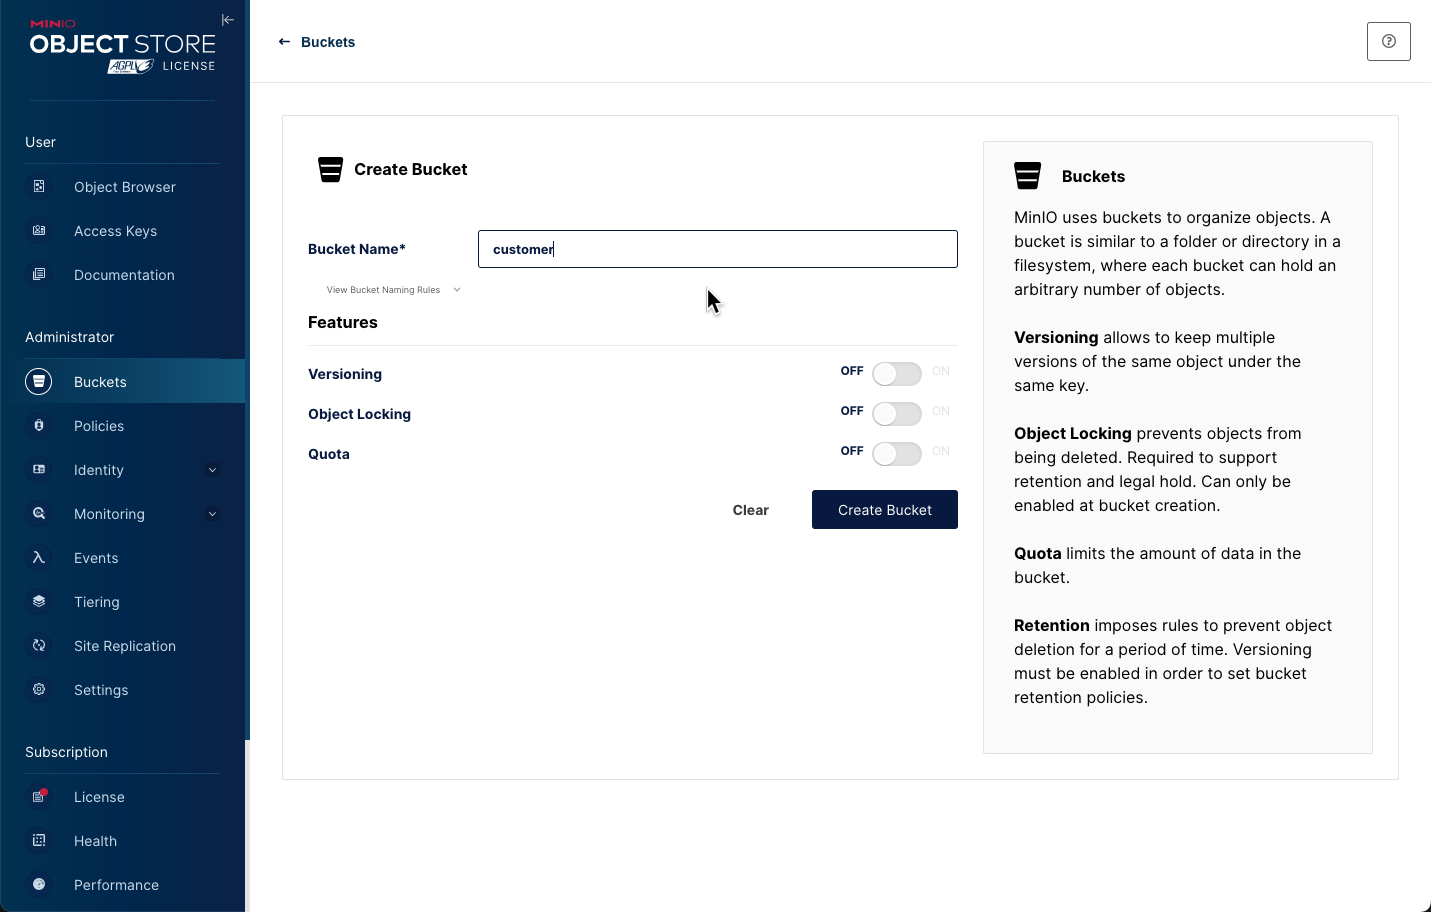 MINIO
OBJECT STORE
AGPLv3 LICENSE
User
Object Browser
Access Keys
Documentation
Administrator
Buckets
Policies
Identity
Monitoring
Events
Tiering
Site Replication
Settings
Subscription
License
Health
Performance
← Buckets
Create Bucket
Bucket Name*
customer
View Bucket Naming Rules
Features
Versioning
OFF ON
Object Locking
OFF ON
Quota
OFF ON
Clear
Create Bucket
Buckets
MinIO uses buckets to organize objects. A
bucket is similar to a folder or directory in a
filesystem, where each bucket can hold an
arbitrary number of objects.
Versioning allows to keep multiple
versions of the same object under the
same key.
Object Locking prevents objects from
being deleted. Required to support
retention and legal hold. Can only be
enabled at bucket creation.
Quota limits the amount of data in the
bucket.
Retention imposes rules to prevent object
deletion for a period of time. Versioning
must be enabled in order to set bucket
retention policies.